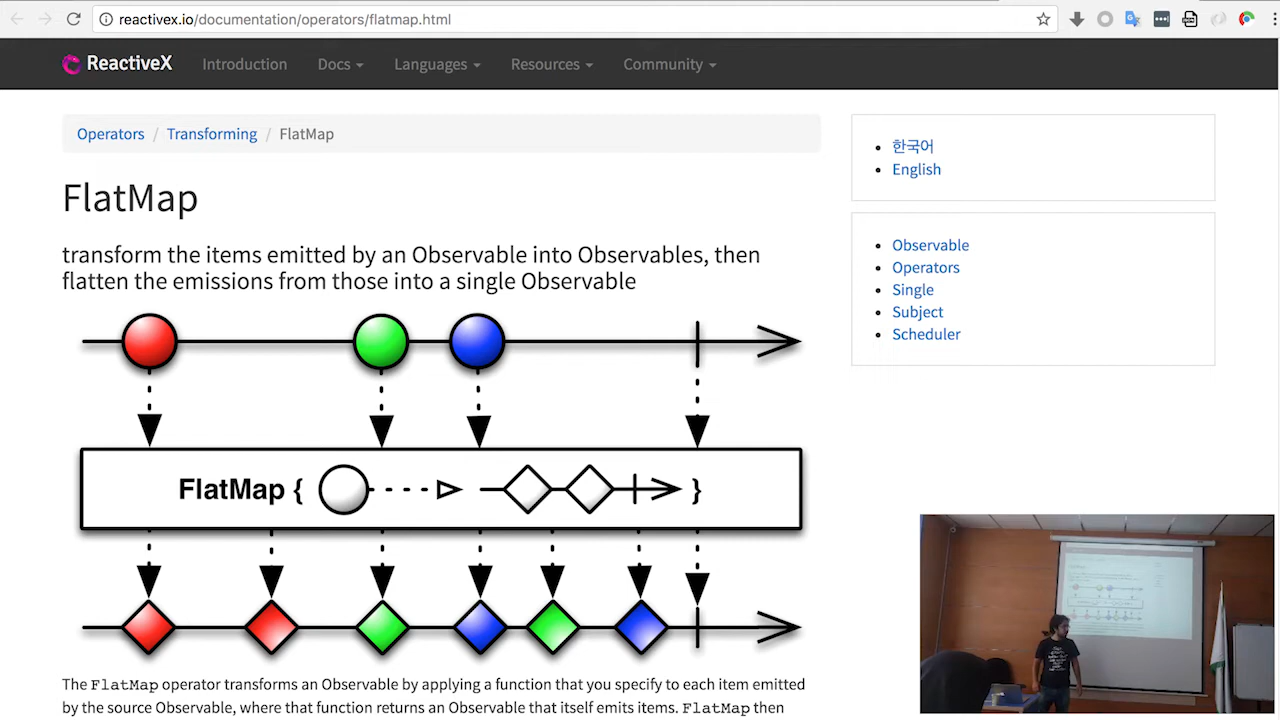 reactivex.io/documentation/operators/flatmap.html
ReactiveX Introduction Docs Languages Resources Community
Operators / Transforming / FlatMap
FlatMap
transform the items emitted by an Observable into Observables, then
flatten the emissions from those into a single Observable
FlatMap { }
The FlatMap operator transforms an Observable by applying a function that you specify to each item emitted
by the source Observable, where that function returns an Observable that itself emits items. FlatMap then
한국어
English
Observable
Operators
Single
Subject
Scheduler